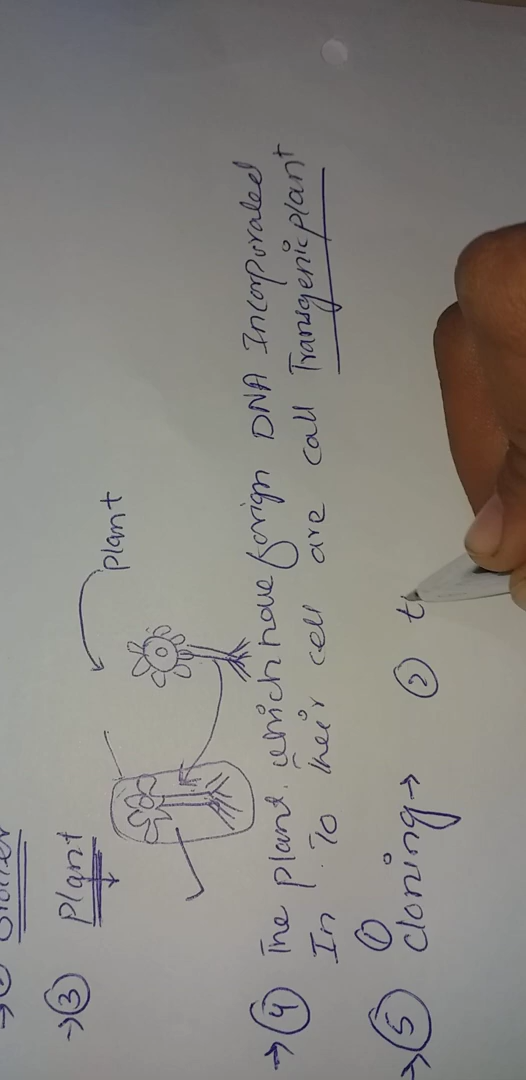 → ③ Plant
Plant
→ ④ The plant. which have forign DNA Incorporated
In. To their cell are call Transgenic plant
①
→ ⑤ Cloning → ② t